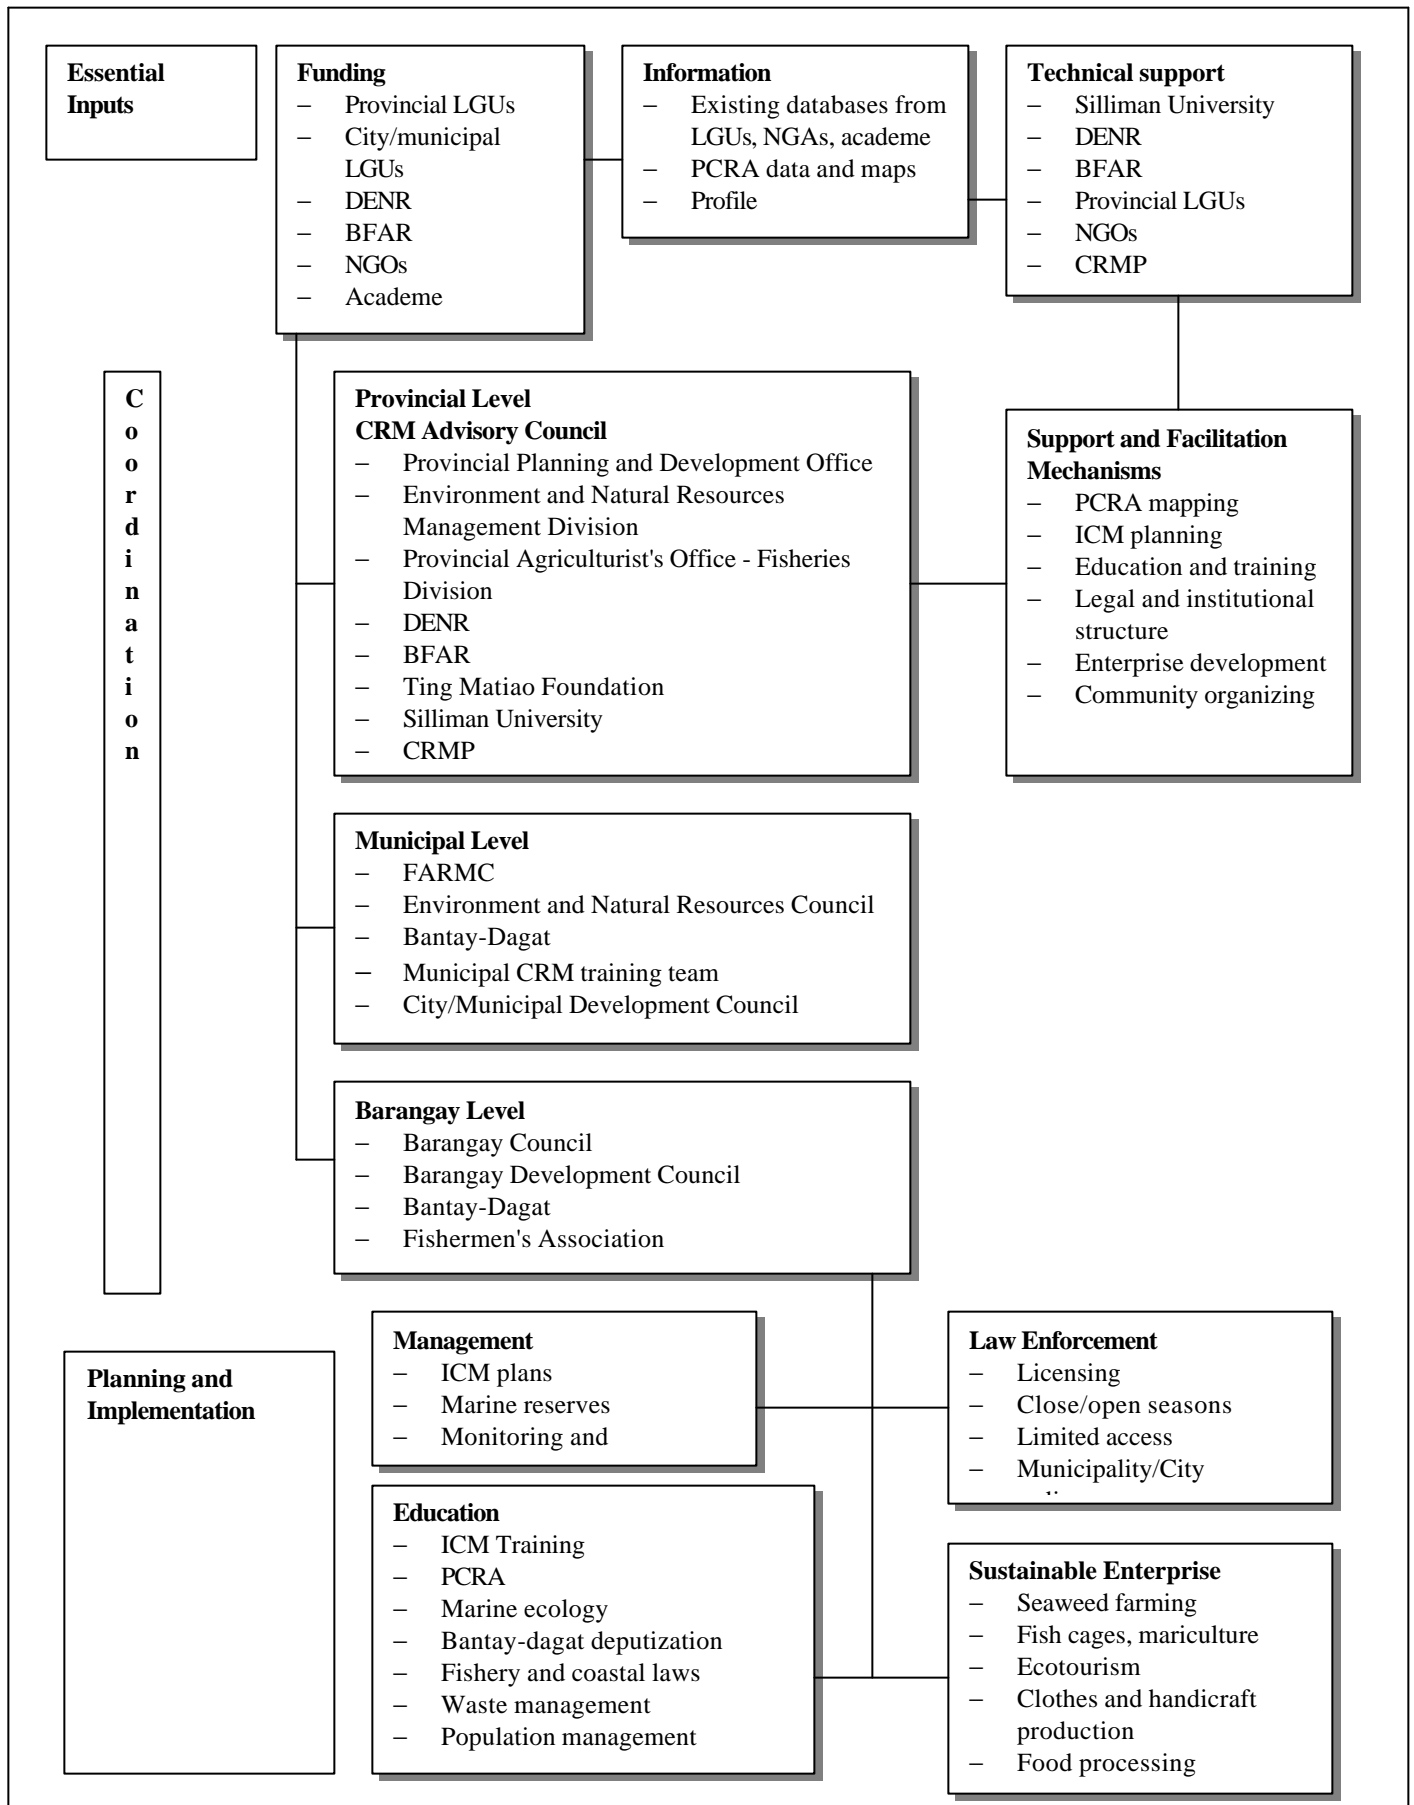 Essential
Inputs
Funding
– Provincial LGUs
– City/municipal
LGUs
– DENR
– BFAR
– NGOs
– Academe
Information
– Existing databases from
LGUs, NGAs, academe
– PCRA data and maps
– Profile
Technical support
– Silliman University
– DENR
– BFAR
– Provincial LGUs
– NGOs
– CRMP
C
o
o
r
d
i
n
a
t
i
o
n
Provincial Level
CRM Advisory Council
– Provincial Planning and Development Office
– Environment and Natural Resources
Management Division
– Provincial Agriculturist's Office - Fisheries
Division
– DENR
– BFAR
– Ting Matiao Foundation
– Silliman University
– CRMP
Support and Facilitation
Mechanisms
– PCRA mapping
– ICM planning
– Education and training
– Legal and institutional
structure
– Enterprise development
– Community organizing
Municipal Level
– FARMC
– Environment and Natural Resources Council
– Bantay-Dagat
– Municipal CRM training team
– City/Municipal Development Council
Barangay Level
– Barangay Council
– Barangay Development Council
– Bantay-Dagat
– Fishermen's Association
Planning and
Implementation
Management
– ICM plans
– Marine reserves
– Monitoring and
Law Enforcement
– Licensing
– Close/open seasons
– Limited access
– Municipality/City
Education
– ICM Training
– PCRA
– Marine ecology
– Bantay-dagat deputization
– Fishery and coastal laws
– Waste management
– Population management
Sustainable Enterprise
– Seaweed farming
– Fish cages, mariculture
– Ecotourism
– Clothes and handicraft
production
– Food processing